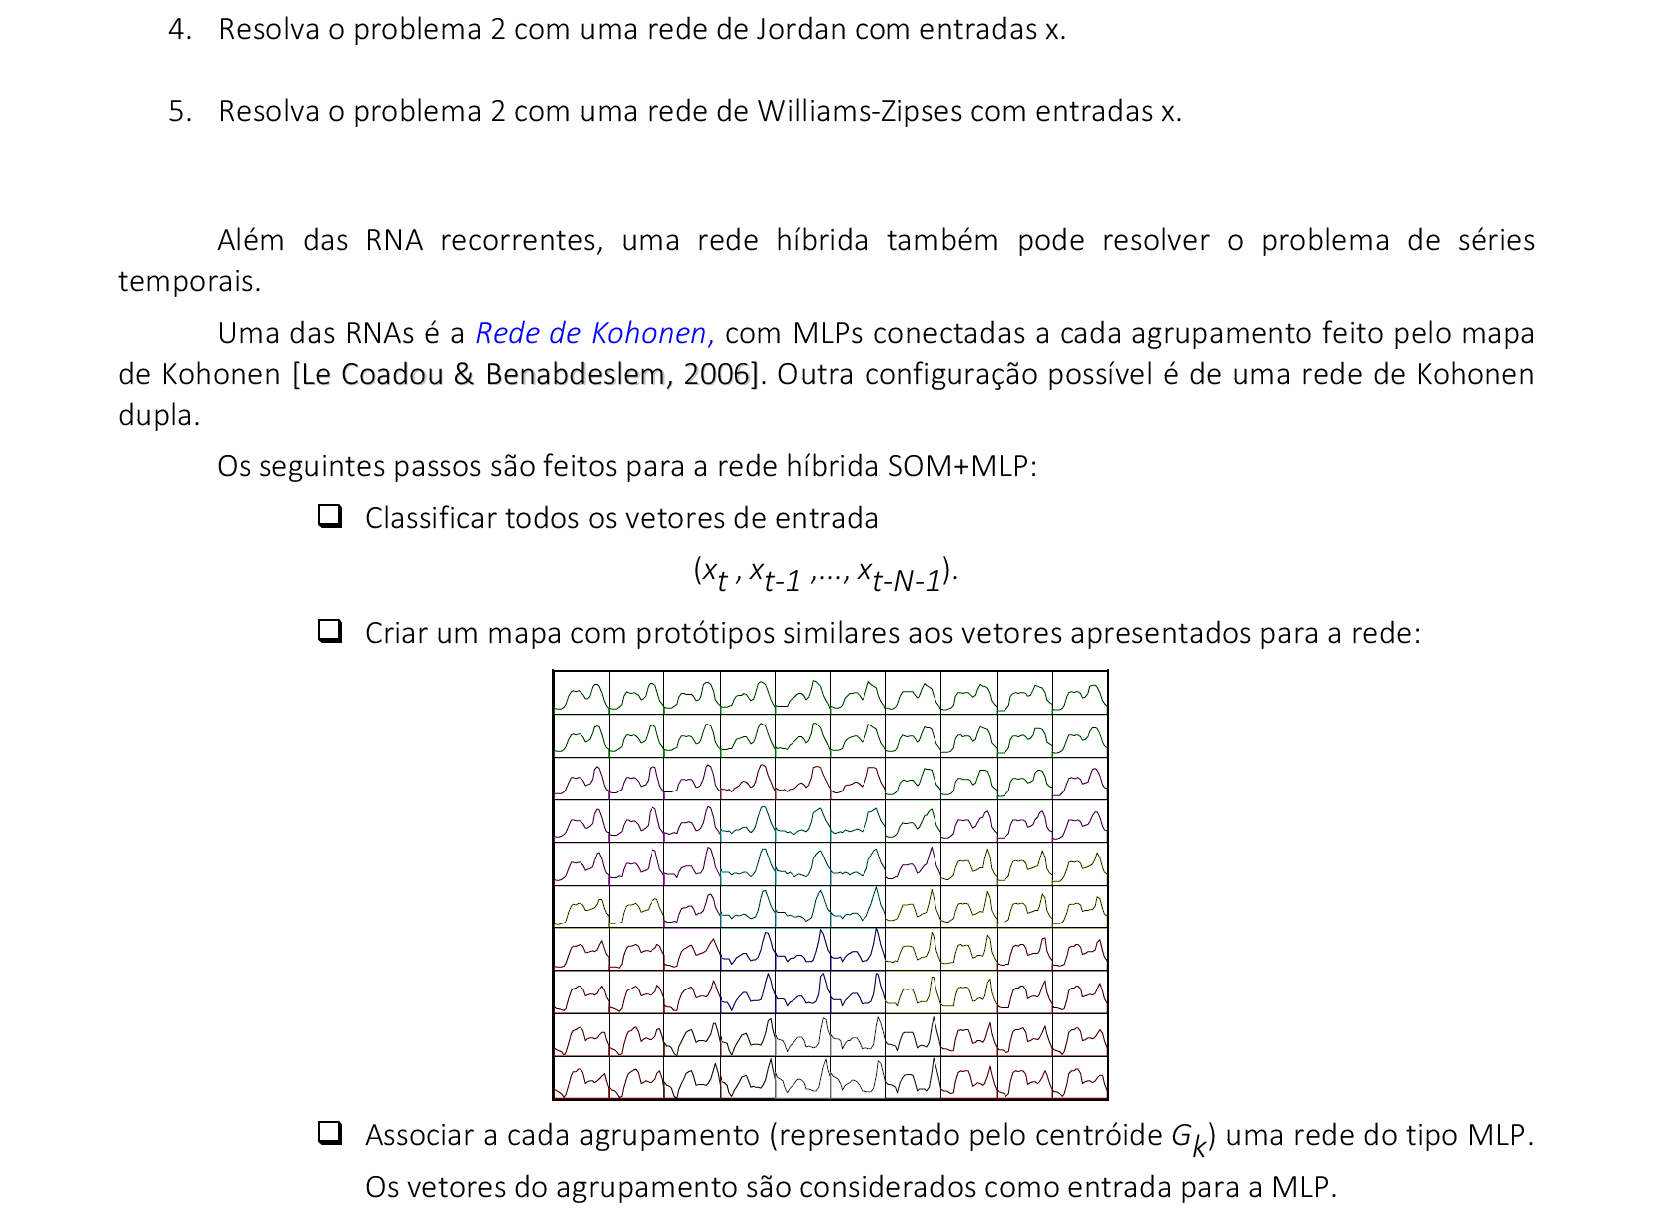 4. Resolva o problema 2 com uma rede de Jordan com entradas x.
5. Resolva o problema 2 com uma rede de Williams-Zipses com entradas x.
Além das RNA recorrentes, uma rede híbrida também pode resolver o problema de séries
temporais.
Uma das RNAs é a Rede de Kohonen, com MLPs conectadas a cada agrupamento feito pelo mapa
de Kohonen [Le Coadou & Benabdeslem, 2006]. Outra configuração possível é de uma rede de Kohonen
dupla.
Os seguintes passos são feitos para a rede híbrida SOM+MLP:
❑ Classificar todos os vetores de entrada
(x_t , x_{t-1} ,..., x_{t-N-1}).
❑ Criar um mapa com protótipos similares aos vetores apresentados para a rede:
❑ Associar a cada agrupamento (representado pelo centróide G_k) uma rede do tipo MLP.
Os vetores do agrupamento são considerados como entrada para a MLP.